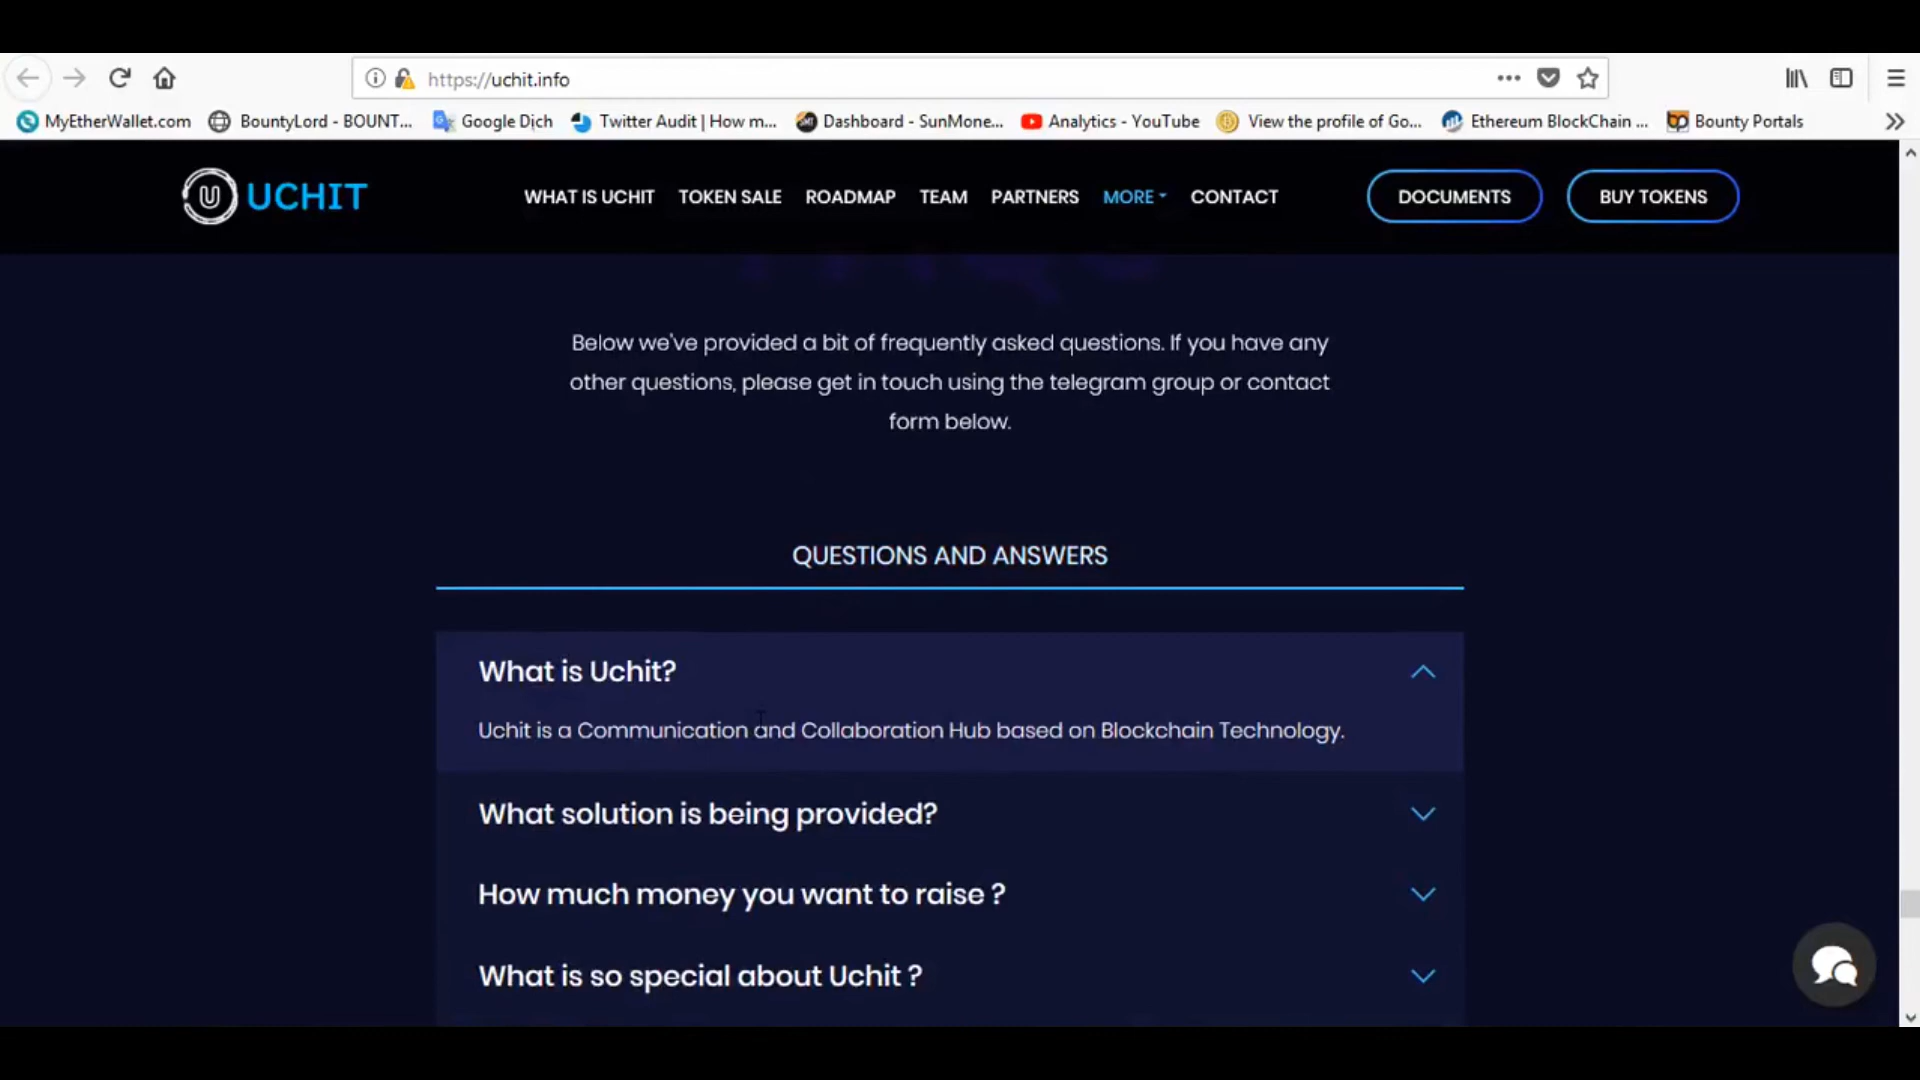 https://uchit.info
MyEtherWallet.com BountyLord - BOUNT... Google Dịch Twitter Audit | How m... Dashboard - SunMone... Analytics - YouTube View the profile of Go... Ethereum BlockChain ... Bounty Portals
U UCHIT WHAT IS UCHIT TOKEN SALE ROADMAP TEAM PARTNERS MORE CONTACT DOCUMENTS BUY TOKENS
Below we've provided a bit of frequently asked questions. If you have any
other questions, please get in touch using the telegram group or contact
form below.
QUESTIONS AND ANSWERS
What is Uchit?
Uchit is a Communication and Collaboration Hub based on Blockchain Technology.
What solution is being provided?
How much money you want to raise ?
What is so special about Uchit ?